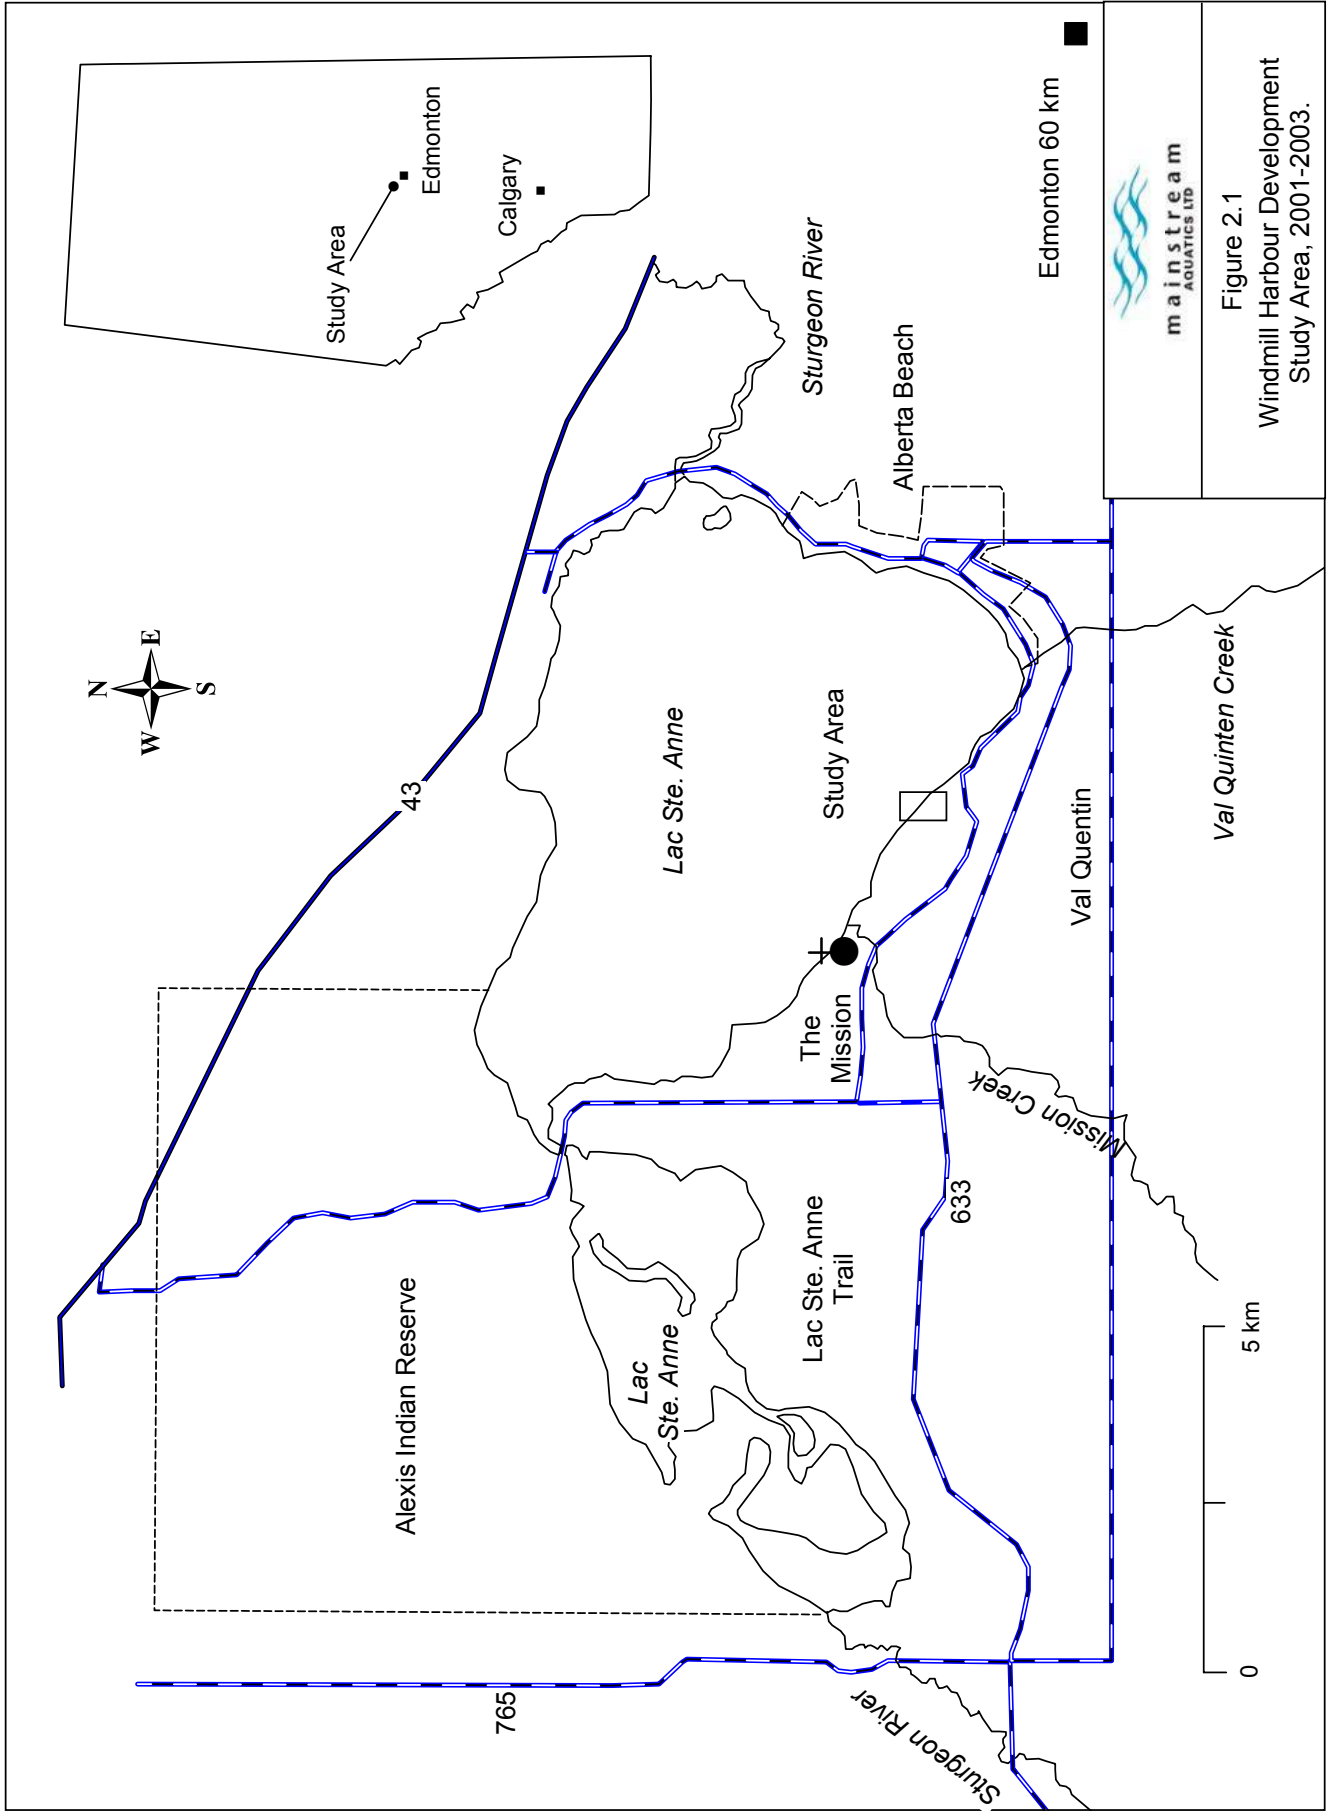 N
W
E
S
43
Study Area
Edmonton
Calgary
Alexis Indian Reserve
765
Lac Ste. Anne
Lac
Ste. Anne
Sturgeon River
Alberta Beach
Study Area
The
Mission
Lac Ste. Anne
Trail
633
Mission Creek
Val Quentin
Val Quinten Creek
Sturgeon River
Edmonton 60 km
0
5 km
mainstream
AQUATICS LTD
Figure 2.1
Windmill Harbour Development
Study Area, 2001-2003.